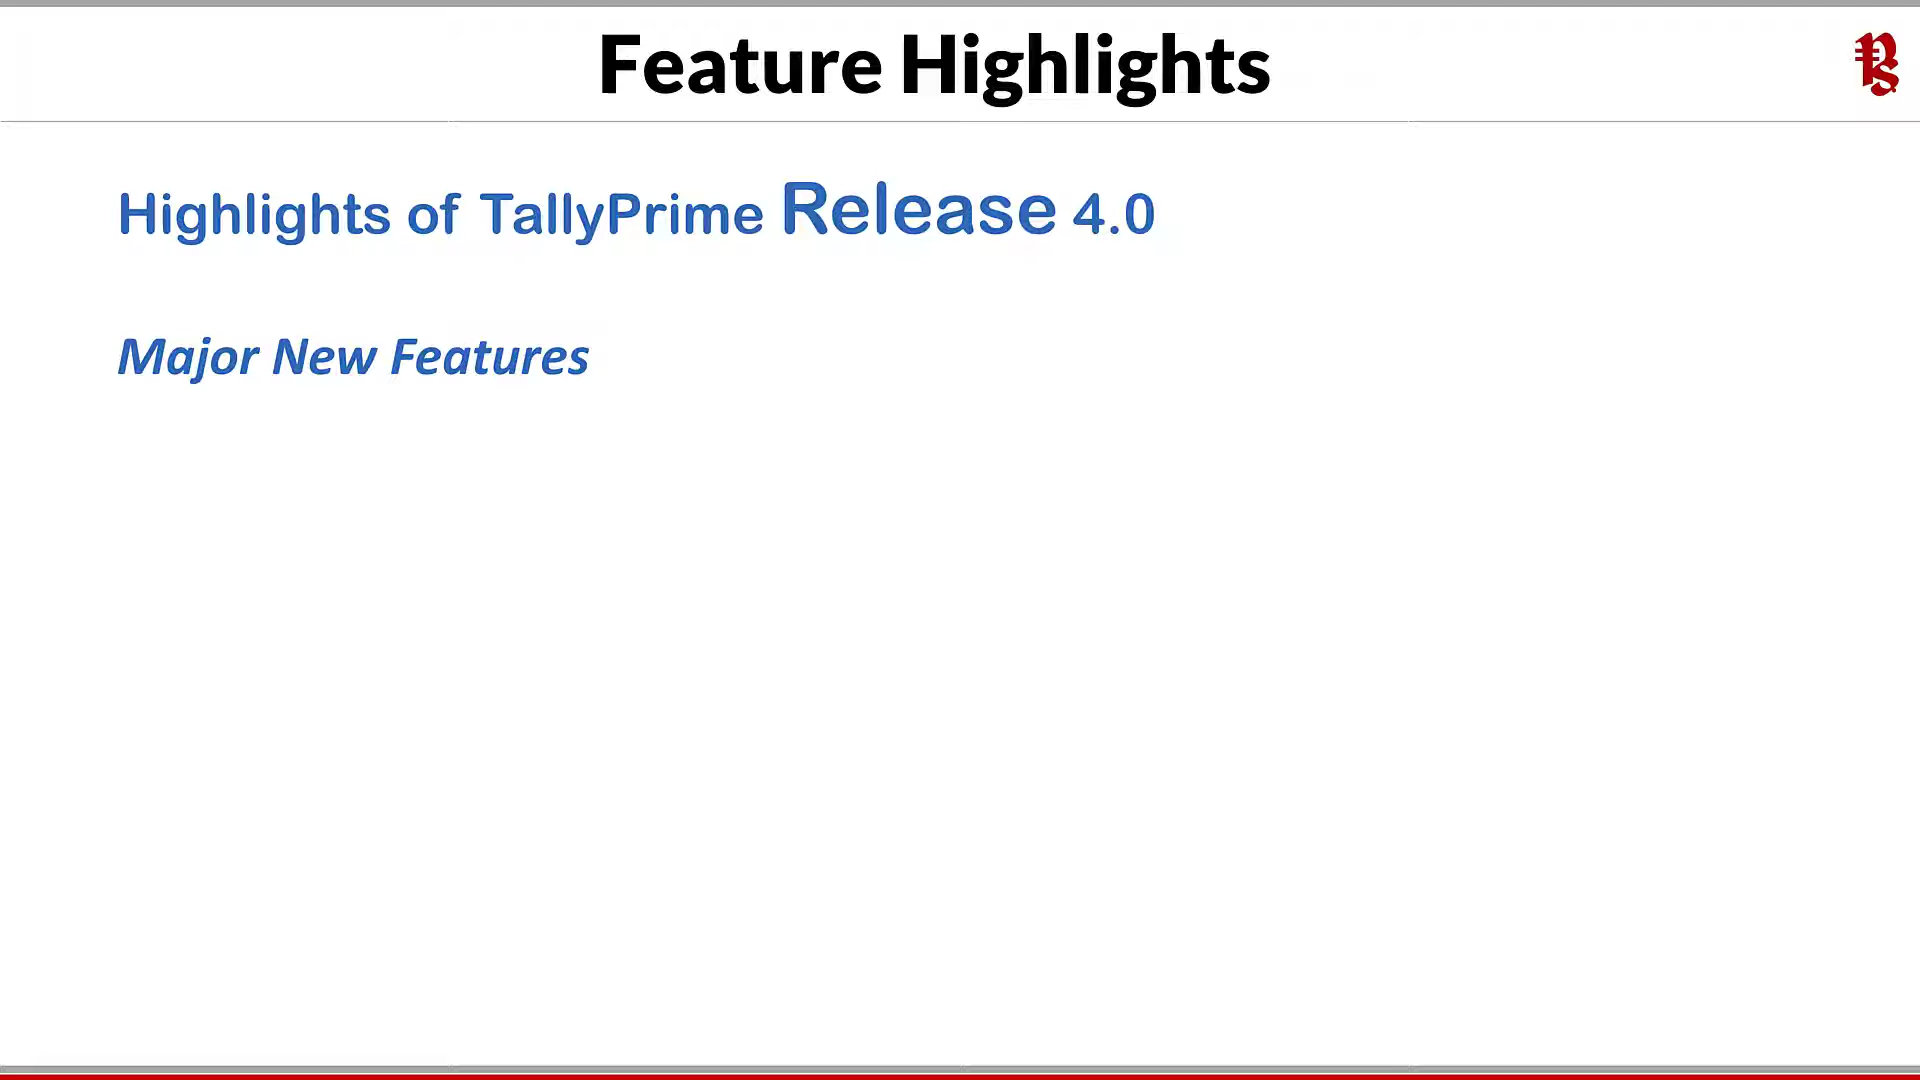 Feature Highlights
Highlights of TallyPrime Release 4.0
Major New Features